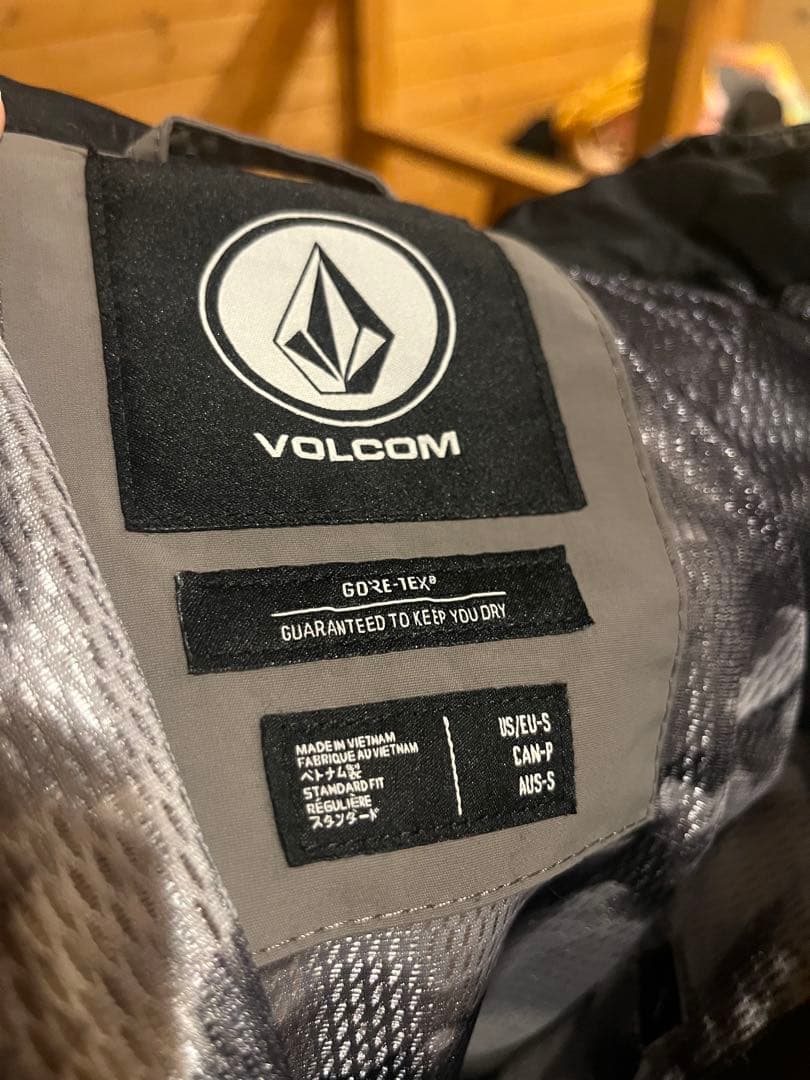 VOLCOM
GORE-TEX®
GUARANTEED TO KEEP YOU DRY
MADE IN VIETNAM
FABRIQUE AU VIETNAM
ベトナム製
STANDARD FIT
RÉGULIÈRE
スタンダード
US/EU-S
CAN-P
AUS-S